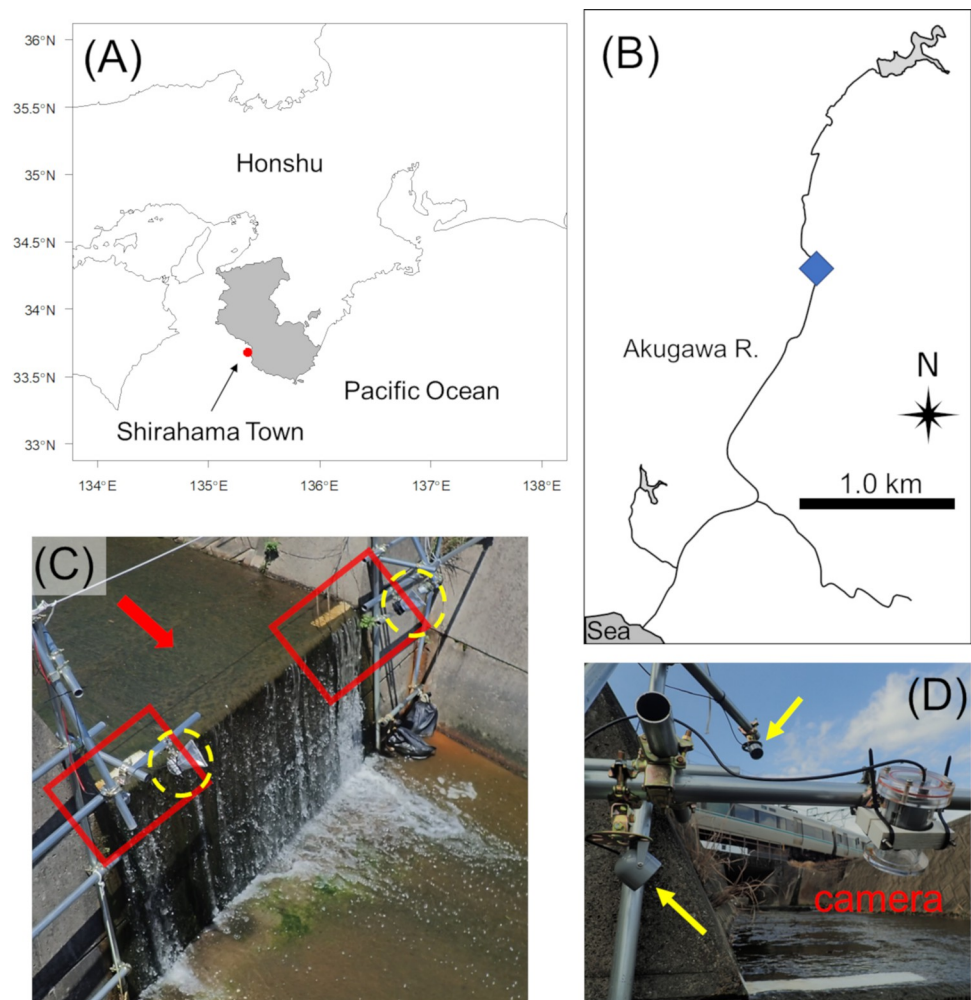 (A)
36°N
35.5°N
35°N
34.5°N
34°N
33.5°N
33°N
134°E
135°E
136°E
137°E
138°E
Honshu
Pacific Ocean
Shirahama Town
(B)
Akugawa R.
N
1.0 km
Sea
(C)
(D)
camera